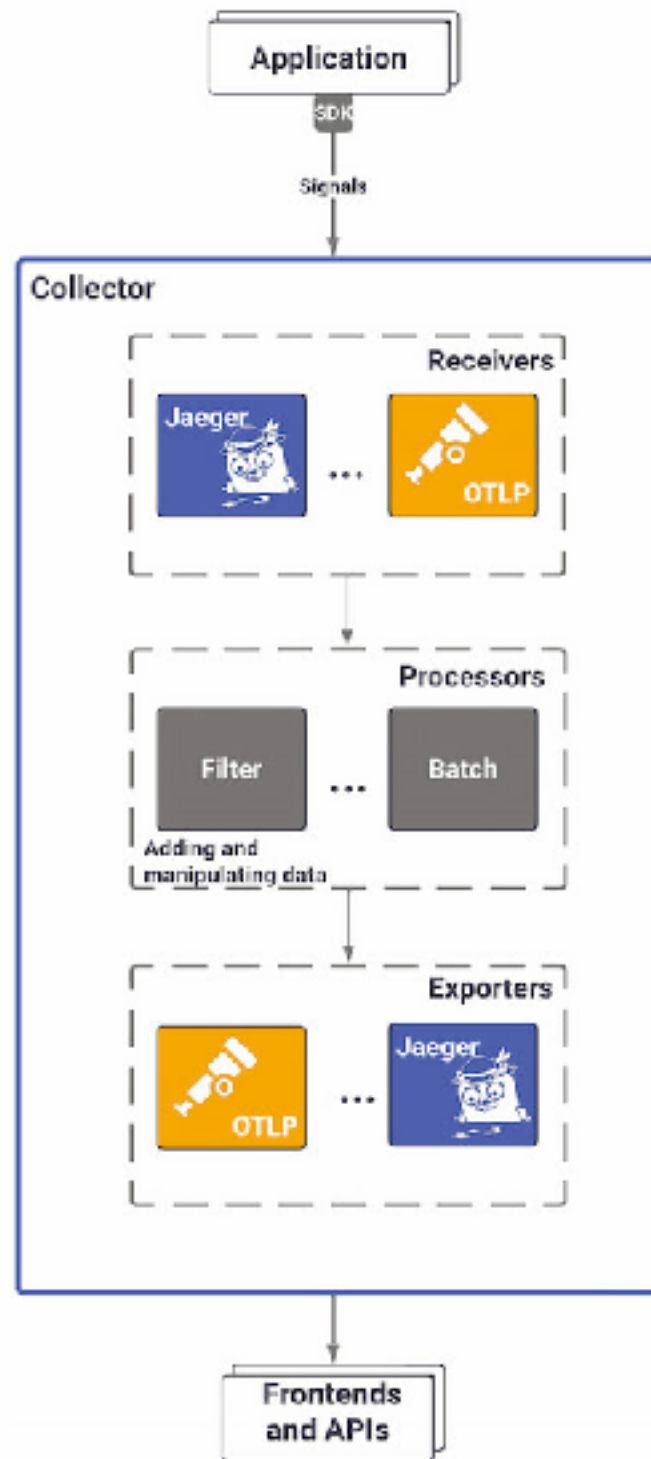 Application
SDK
Signals
Collector
Receivers
Jaeger
...
OTLP
Processors
Filter
...
Batch
Adding and
manipulating data
Exporters
OTLP
...
Jaeger
Frontends
and APIs